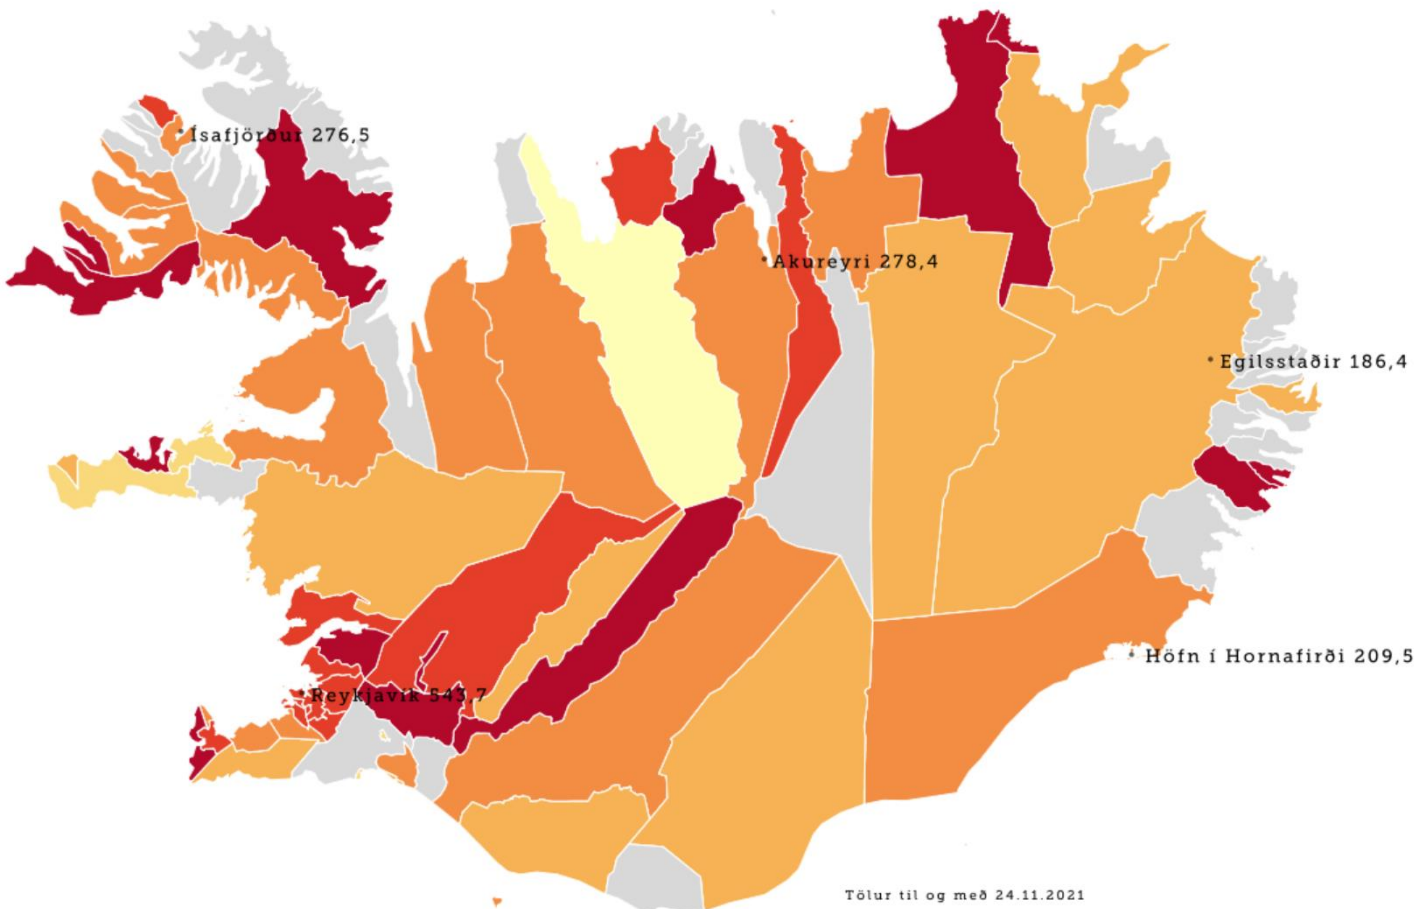 Ísafjörður 276,5
Akureyri 278,4
Egilsstaðir 186,4
Höfn í Hornafirði 209,5
Reykjavík 543,7
Tölur til og með 24.11.2021